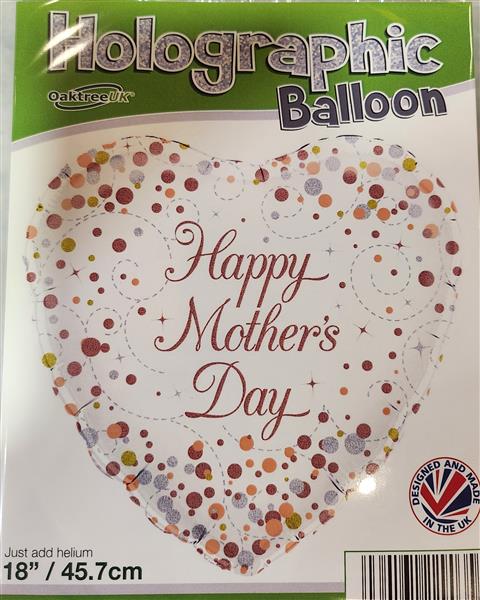 Holographic
OaktreeUK®
Balloon
Happy
Mother's
Day
DESIGNED AND MADE
IN THE UK
Just add helium
18” / 45.7cm